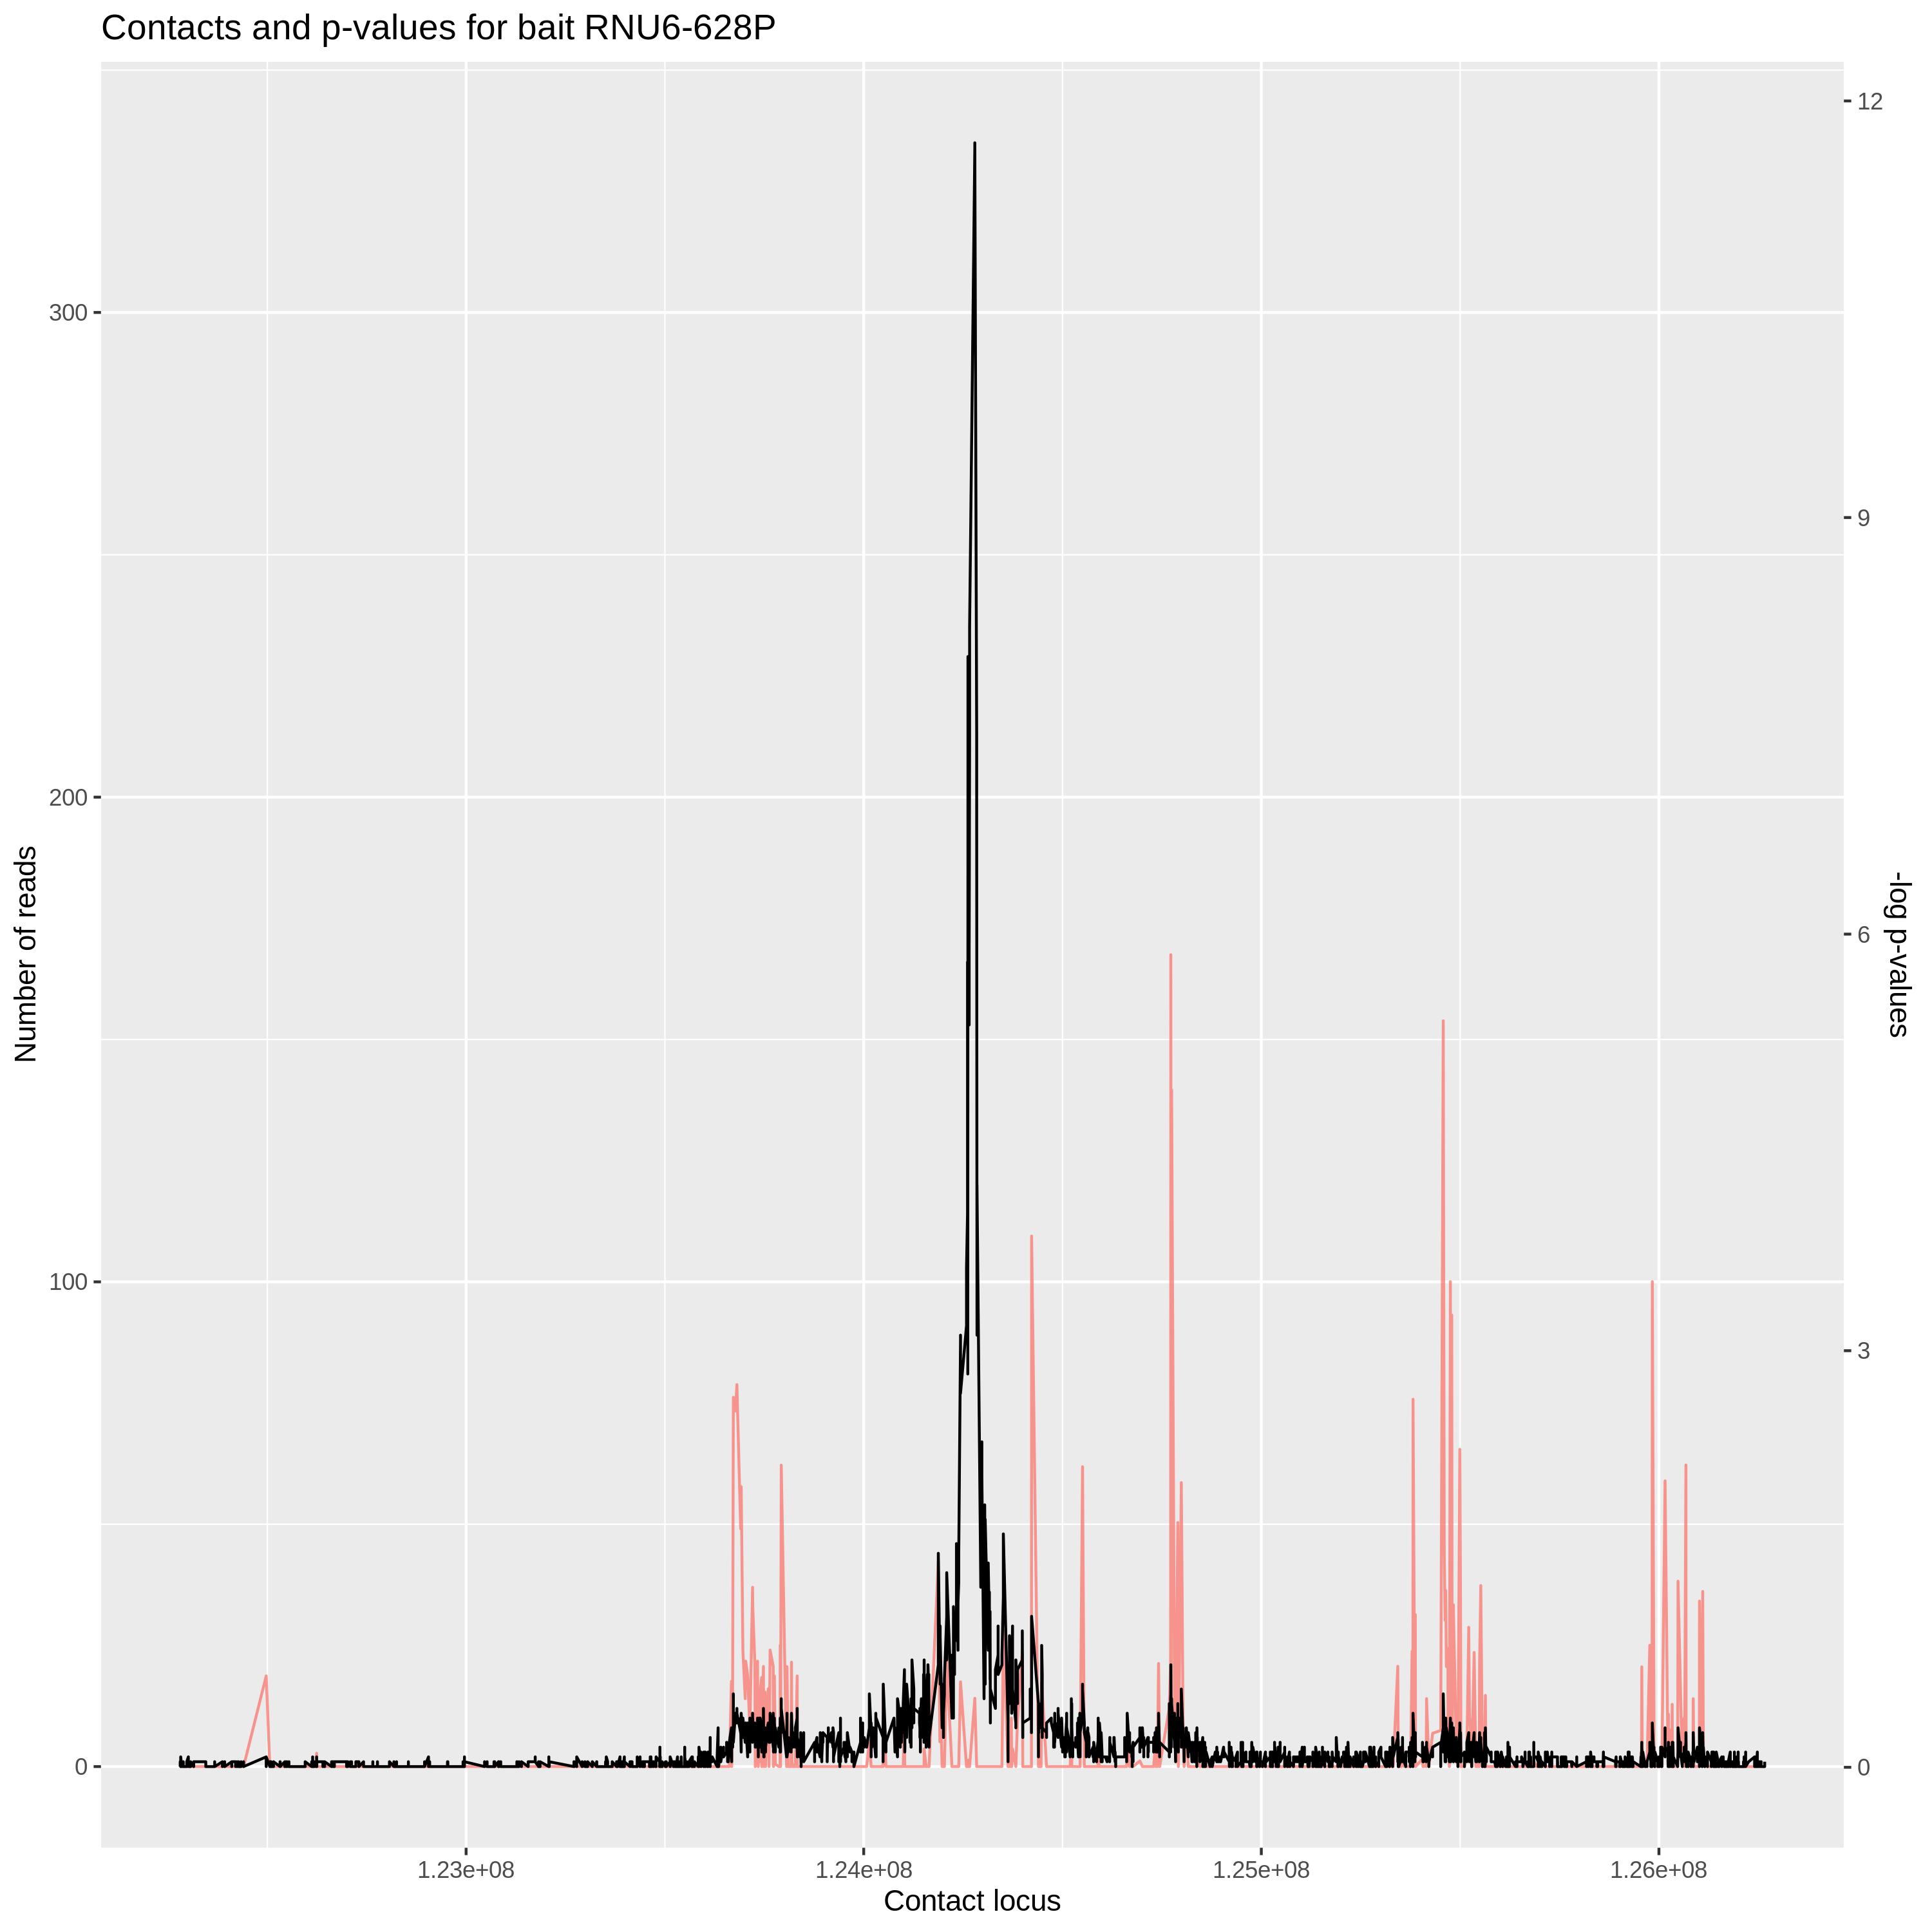 Contacts and p-values for bait RNU6-628P
12
300
9
200
6
Number of reads
-log p-values
100
3
0
0
1.23e+08
1.24e+08
1.25e+08
1.26e+08
Contact locus